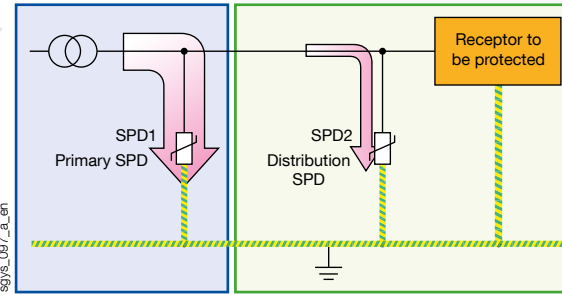 Receptor to
be protected
SPD1
Primary SPD
SPD2
Distribution
SPD
sgys_097_a_en